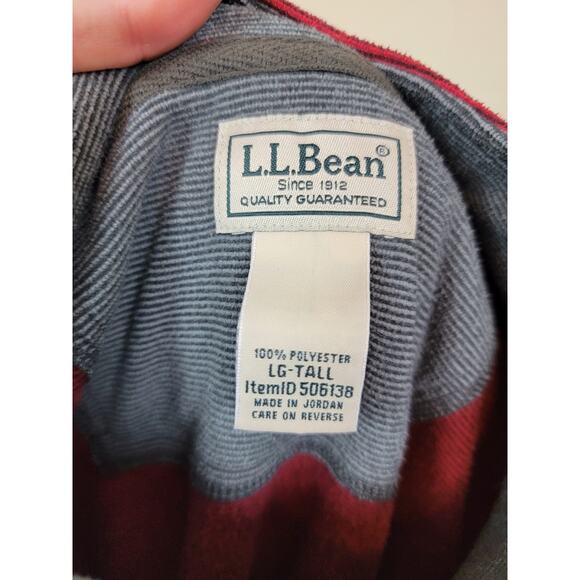 L.L.Bean®
Since 1912
QUALITY GUARANTEED
100% POLYESTER
LG-TALL
ItemID 506138
MADE IN JORDAN
CARE ON REVERSE